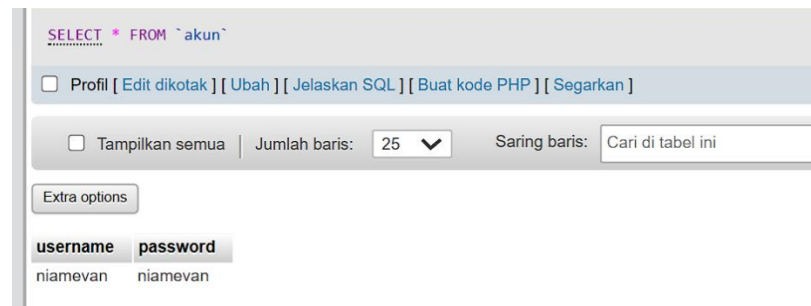 SELECT * FROM `akun`
Profil [ Edit dikotak ] [ Ubah ] [ Jelaskan SQL ] [ Buat kode PHP ] [ Segarkan ]
Tampilkan semua | Jumlah baris: 25 Saring baris: Cari di tabel ini
Extra options
username password
niamevan niamevan